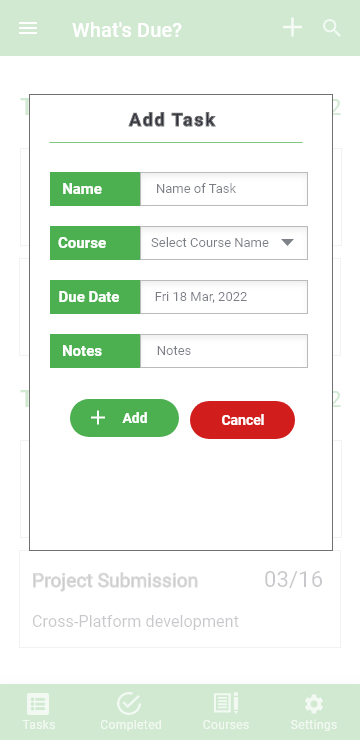 What's Due?
T 2
Add Task
Name Name of Task
Course Select Course Name
Due Date Fri 18 Mar, 2022
Notes Notes
T 2
Add Cancel
Project Submission 03/16
Cross-Platform development
Tasks Completed Courses Settings